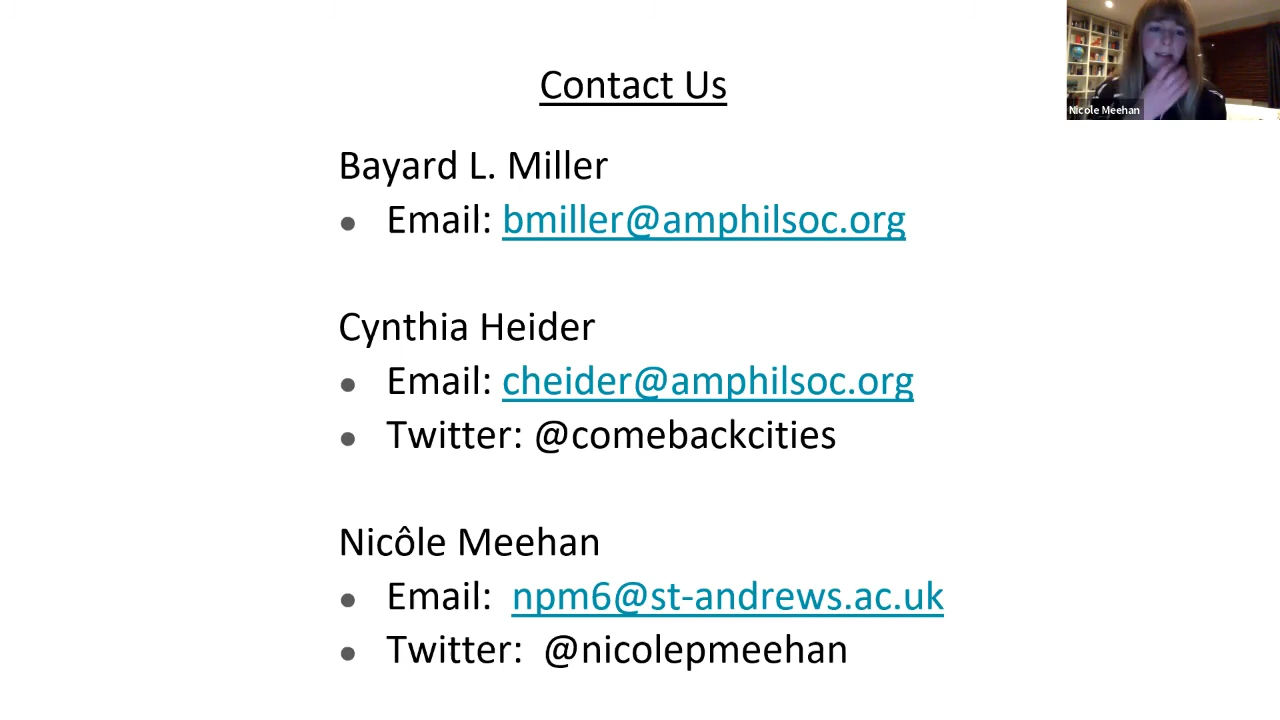 Contact Us
Nicole Meehan
Bayard L. Miller
● Email: bmiller@amphilsoc.org
Cynthia Heider
● Email: cheider@amphilsoc.org
● Twitter: @comebackcities
Nicôle Meehan
● Email: npm6@st-andrews.ac.uk
● Twitter: @nicolepmeehan